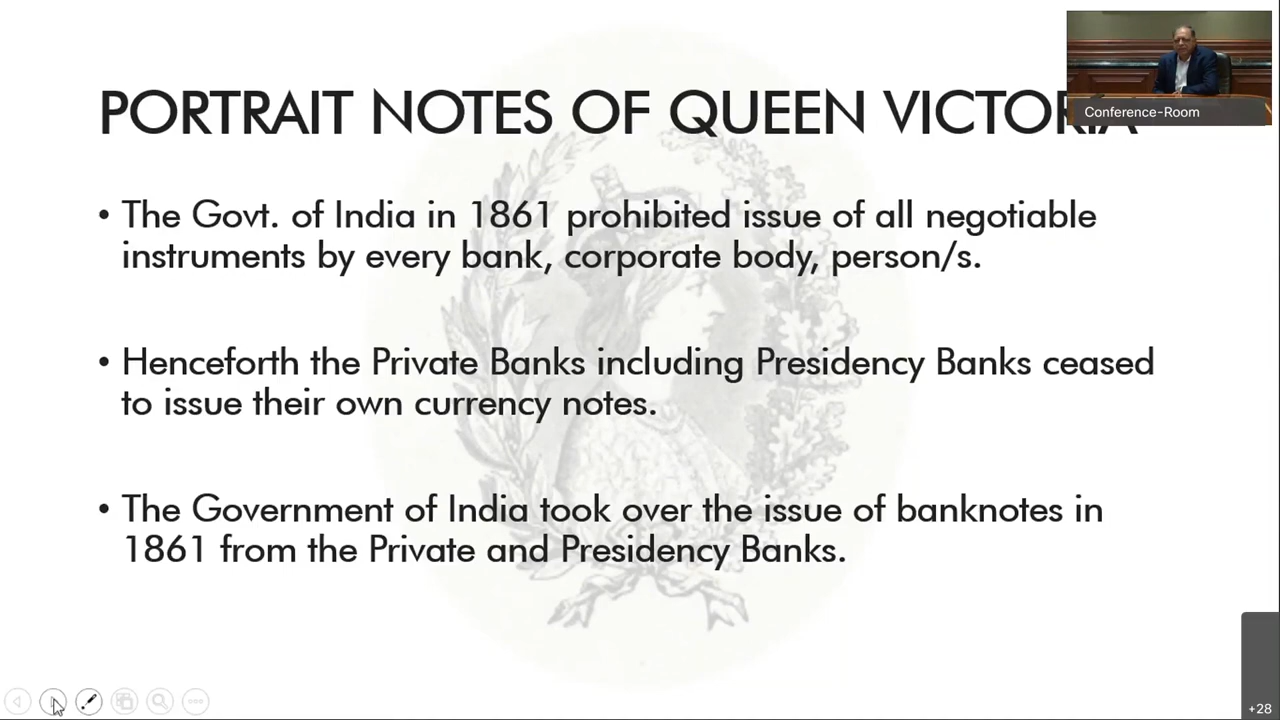 PORTRAIT NOTES OF QUEEN VICTORIA
Conference-Room
• The Govt. of India in 1861 prohibited issue of all negotiable
instruments by every bank, corporate body, person/s.
• Henceforth the Private Banks including Presidency Banks ceased
to issue their own currency notes.
• The Government of India took over the issue of banknotes in
1861 from the Private and Presidency Banks.
+28